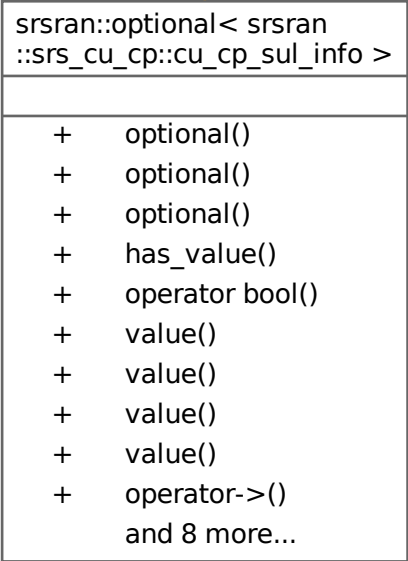 srsran::optional< srsran
::srs_cu_cp::cu_cp_sul_info >
+ optional()
+ optional()
+ optional()
+ has_value()
+ operator bool()
+ value()
+ value()
+ value()
+ value()
+ operator->()
and 8 more...